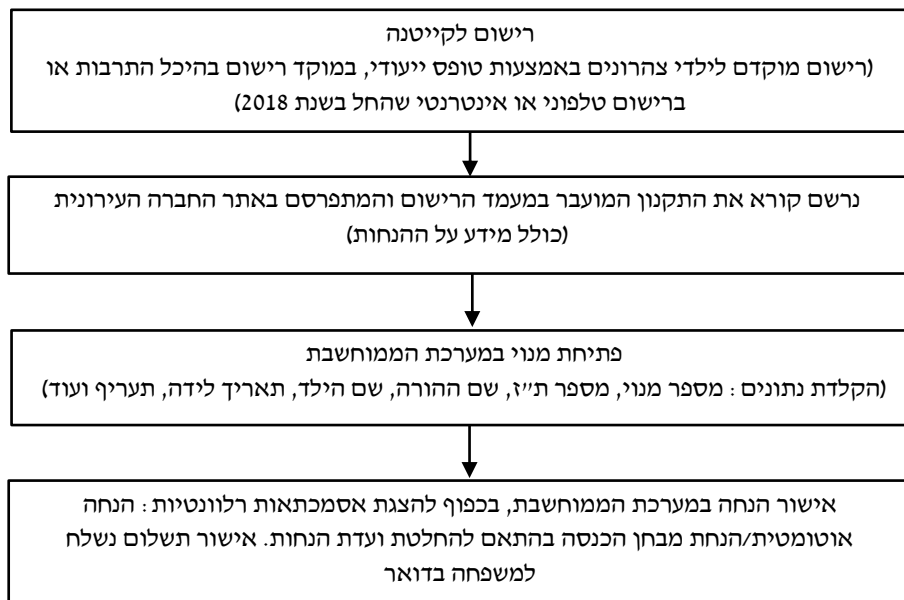 רישום לקייטנה
(רישום מוקדם לילדי צהרונים באמצעות טופס ייעודי, במוקד רישום בהיכל התרבות או
ברישום טלפוני או אינטרנטי שהחל בשנת 2018)
נרשם קורא את התקנון המועבר במעמד הרישום והמתפרסם באתר החברה העירונית
(כולל מידע על ההנחות)
פתיחת מנוי במערכת הממוחשבת
(הקלדת נתונים: מספר מנוי, מספר ת״ז, שם ההורה, שם הילד, תאריך לידה, תעריף ועוד)
אישור הנחה במערכת הממוחשבת, בכפוף להצגת אסמכתאות רלוונטיות: הנחה
אוטומטית/הנחת מבחן הכנסה בהתאם להחלטת ועדת הנחות. אישור תשלום נשלח
למשפחה בדואר